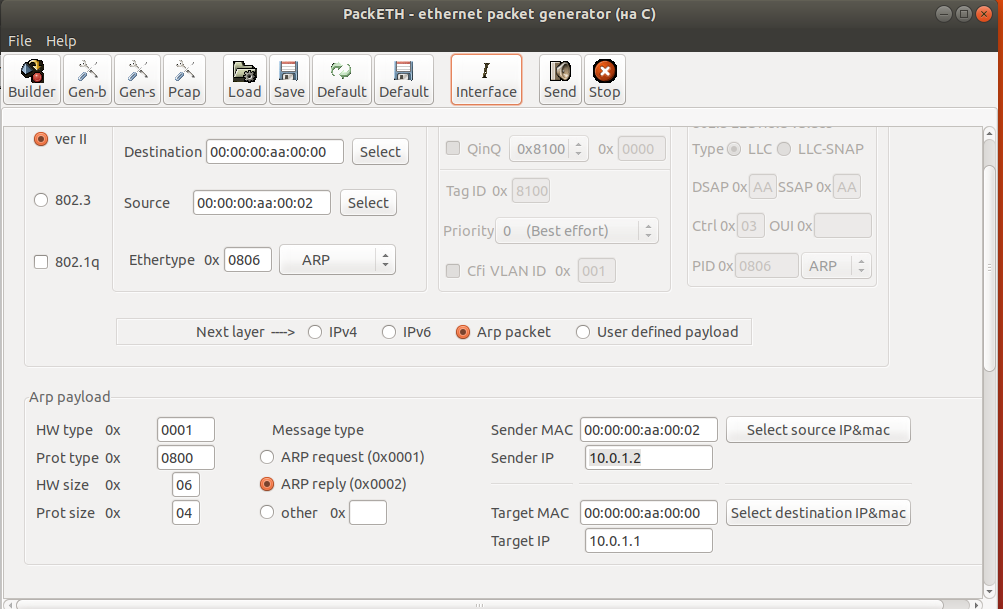 PackETH - ethernet packet generator (на C)
File Help
Builder Gen-b Gen-s Pcap Load Save Default Default Interface Send Stop
ver II
Destination 00:00:00:aa:00:00 Select
QinQ 0x8100 0x 0000
Type LLC LLC-SNAP
802.3
Source 00:00:00:aa:00:02 Select
Tag ID 0x 8100
DSAP 0x AA SSAP 0x AA
Priority 0 (Best effort)
Ctrl 0x 03 OUI 0x
802.1q
Ethertype 0x 0806 ARP
Cfi VLAN ID 0x 001
PID 0x 0806 ARP
Next layer ----> IPv4 IPv6 Arp packet User defined payload
Arp payload
HW type 0x 0001 Message type Sender MAC 00:00:00:aa:00:02 Select source IP&mac
Prot type 0x 0800 ARP request (0x0001) Sender IP 10.0.1.2
HW size 0x 06 ARP reply (0x0002)
Prot size 0x 04 other 0x Target MAC 00:00:00:aa:00:00 Select destination IP&mac
Target IP 10.0.1.1